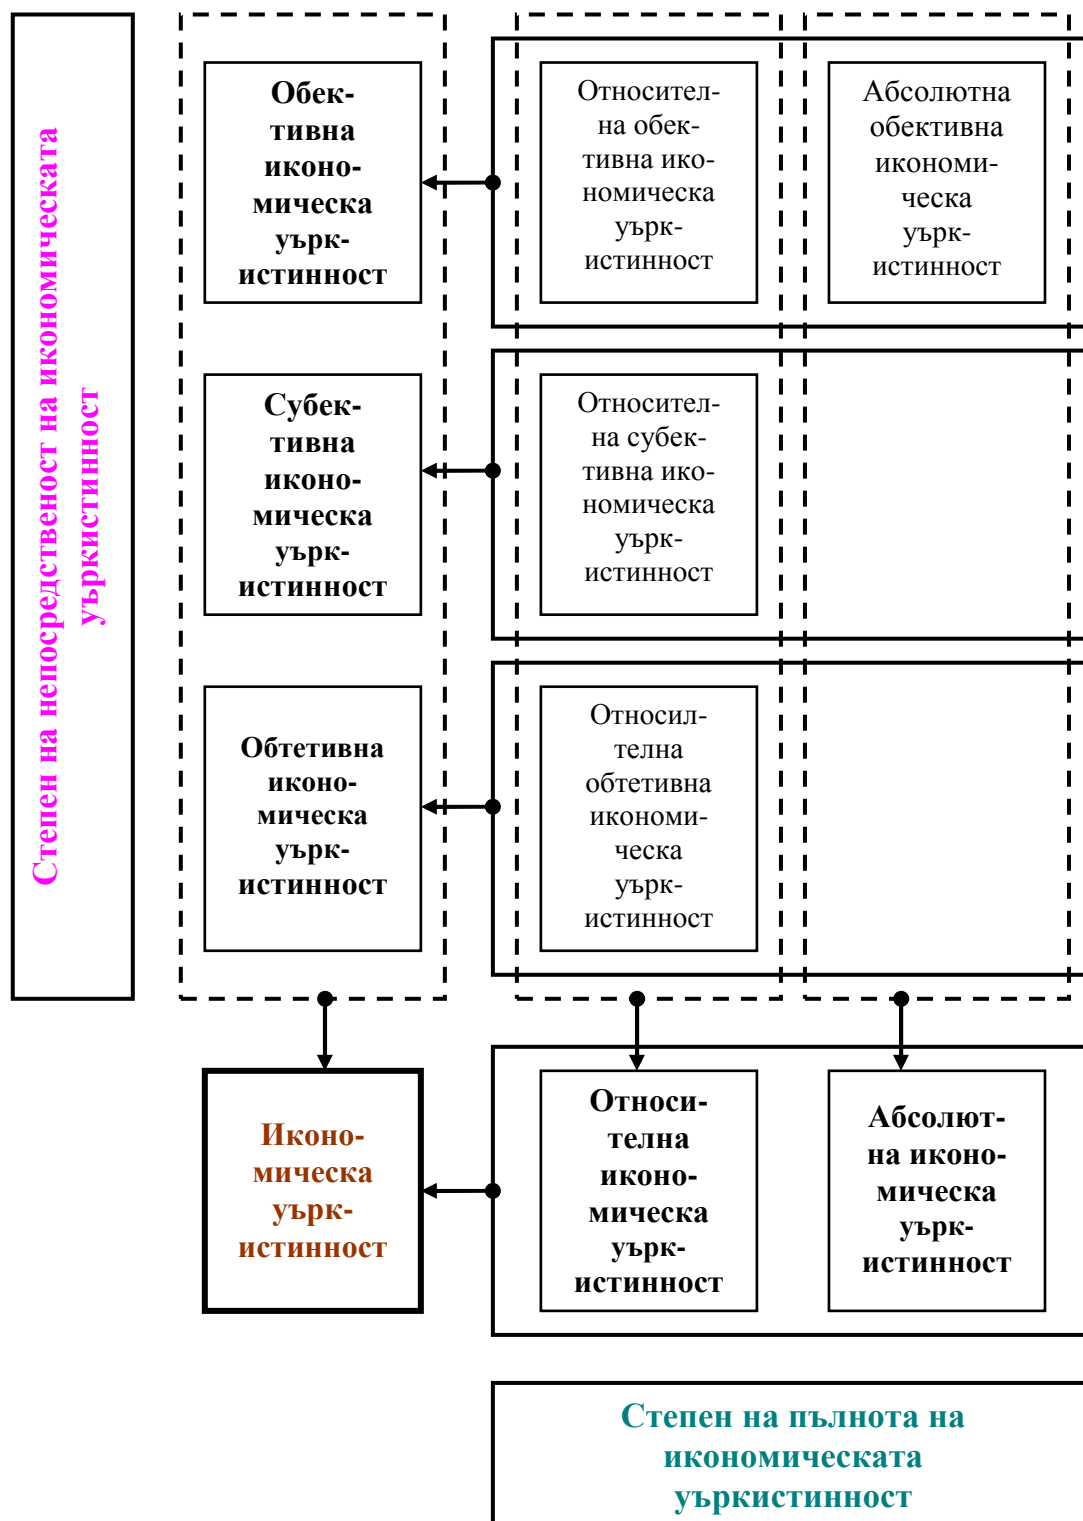 Степен на непосредственост на икономическата
уъркистинност
Обек-
тивна
иконо-
мическа
уърк-
истинност
Относител-
на обек-
тивна ико-
номическа
уърк-
истинност
Абсолютна
обективна
икономи-
ческа
уърк-
истинност
Субек-
тивна
иконо-
мическа
уърк-
истинност
Относител-
на субек-
тивна ико-
номическа
уърк-
истинност
Обтетивна
иконо-
мическа
уърк-
истинност
Относил-
телна
обтетивна
икономи-
ческа
уърк-
истинност
Иконо-
мическа
уърк-
истинност
Относи-
телна
иконо-
мическа
уърк-
истинност
Абсолют-
на иконо-
мическа
уърк-
истинност
Степен на пълнота на
икономическата
уъркистинност